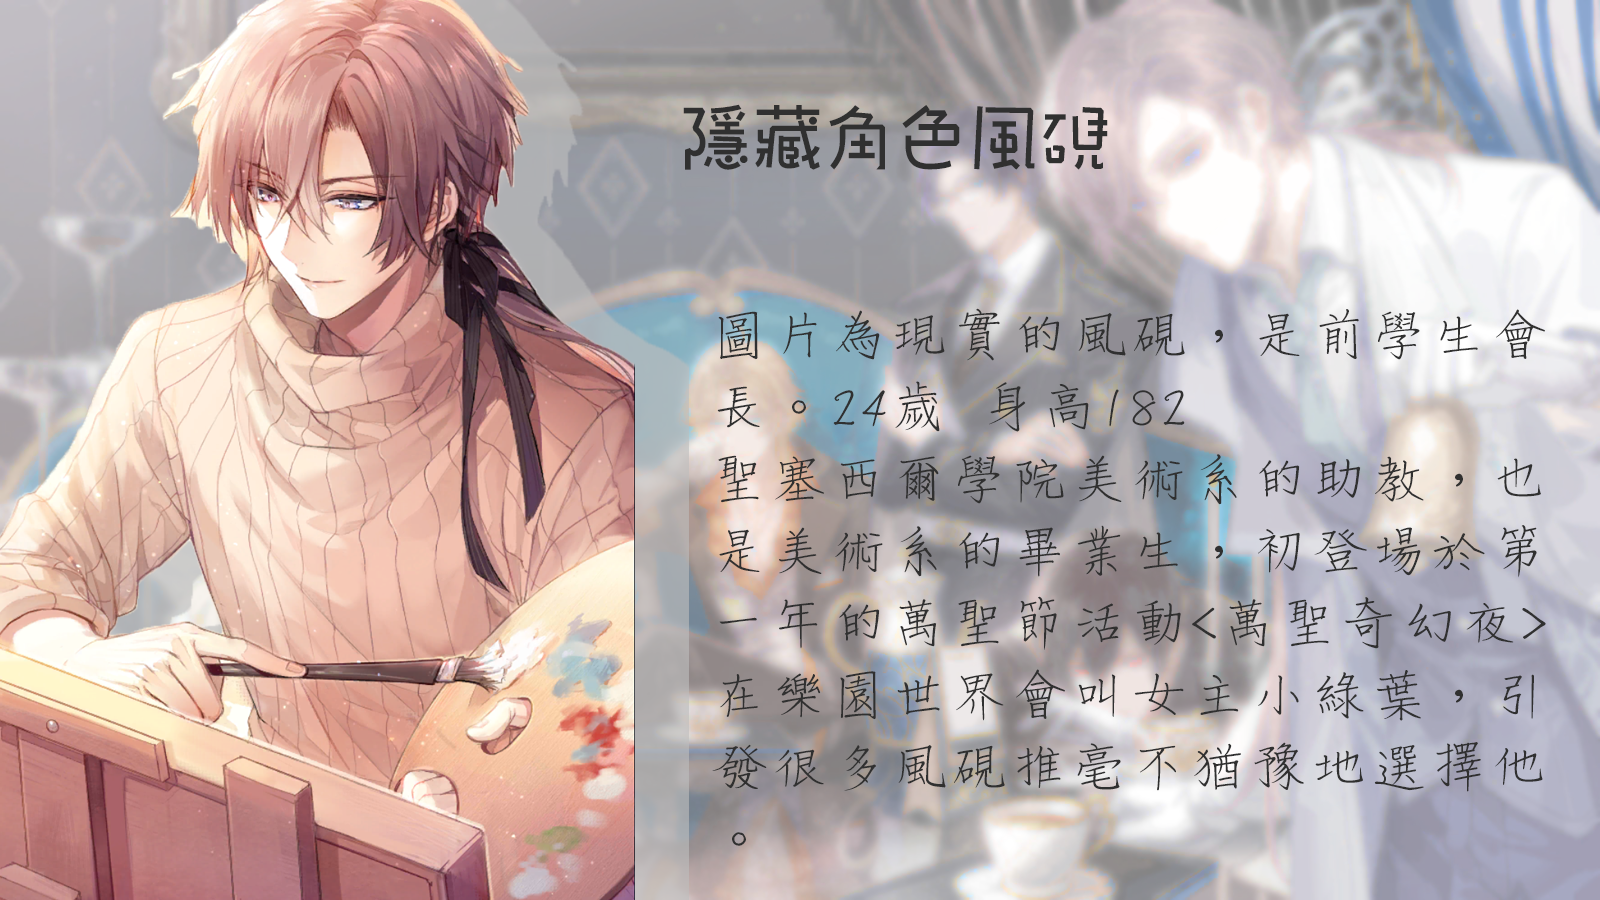 隱藏角色風硯
圖片為現實的風硯，是前學生會
長。24歲 身高182
聖塞西爾學院美術系的助教，也
是美術系的畢業生，初登場於第
一年的萬聖節活動<萬聖奇幻夜>
在樂園世界會叫女主小綠葉，引
發很多風硯推毫不猶豫地選擇他
。